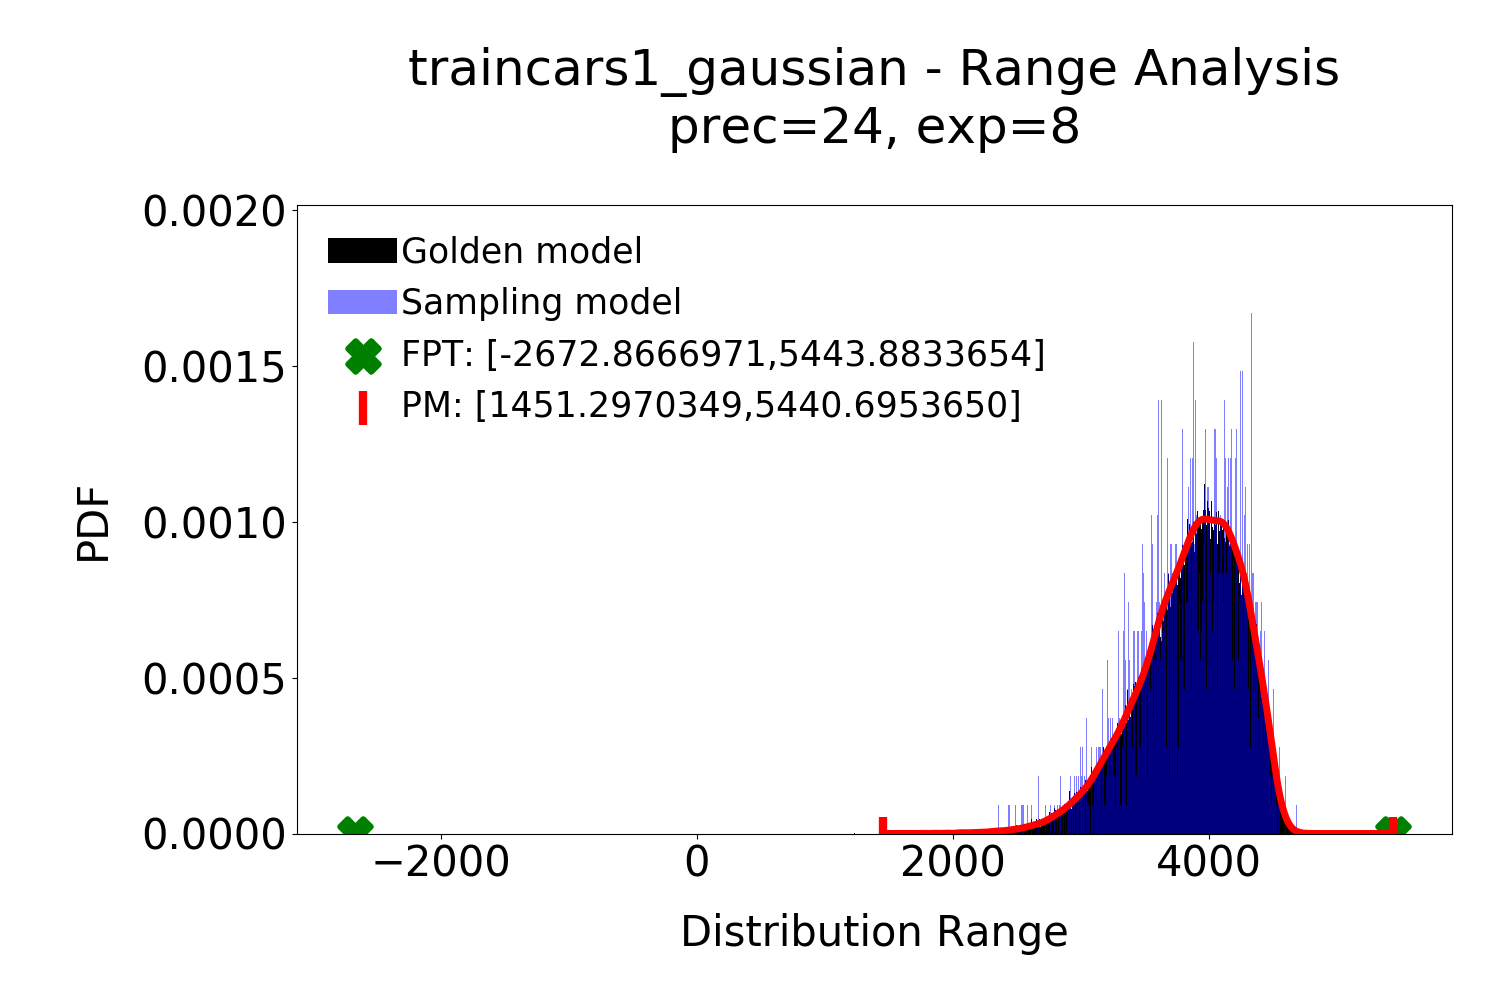 traincars1_gaussian - Range Analysis
prec=24, exp=8
0.0020
0.0015
0.0010
0.0005
0.0000
PDF
Golden model
Sampling model
FPT: [-2672.8666971,5443.8833654]
PM: [1451.2970349,5440.6953650]
−2000 0 2000 4000
Distribution Range